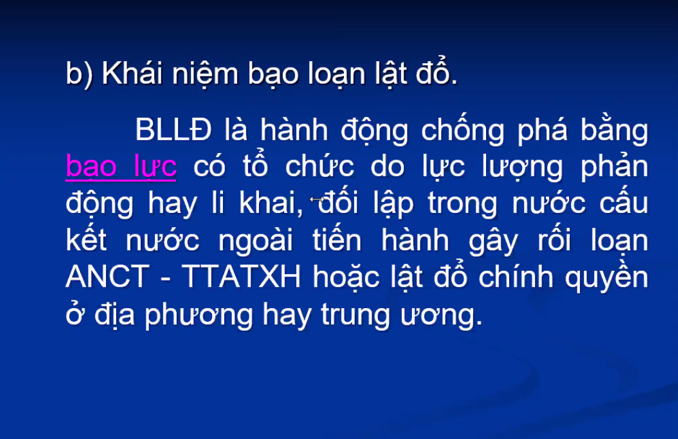 b) Khái niệm bạo loạn lật đổ.
BLLĐ là hành động chống phá bằng
bạo lực có tổ chức do lực lượng phản
động hay li khai, đối lập trong nước cấu
kết nước ngoài tiến hành gây rối loạn
ANCT - TTATXH hoặc lật đổ chính quyền
ở địa phương hay trung ương.